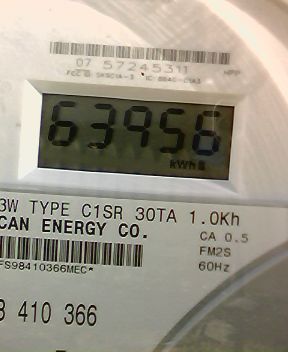 07 57245311
63956
kWh
3W TYPE C1SR 30TA 1.0Kh
CAN ENERGY CO.
CA 0.5
FM2S
60Hz
FS98410366MEC*
410 366